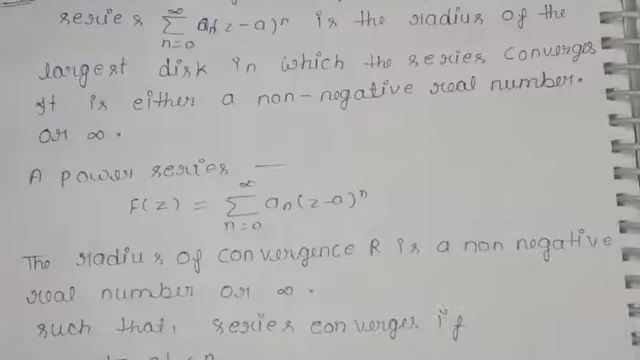 series ∞∑n=0 an(z-a)^n is the radius of the
largest disk in which the series converges
It is either a non-negative real number.
or ∞.
A power series —
F(z) = ∞∑n=0 an(z-a)^n
The radius of convergence R is a non negative
real number or ∞.
such that, series converges if